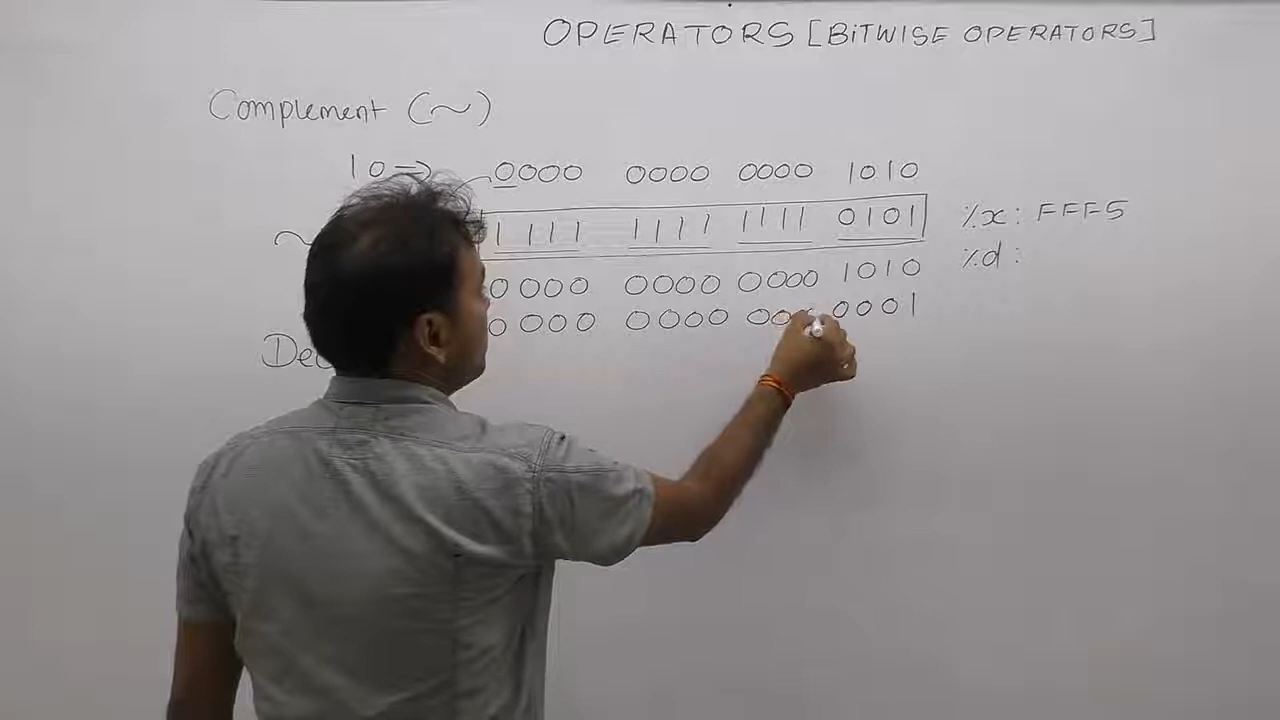 OPERATORS [BITWISE OPERATORS]
Complement (~)
10 → 0000 0000 0000 1010
~ 1111 1111 1111 0101 %x : FFF5
0000 0000 0000 1010 %d :
0000 0000 000 0001